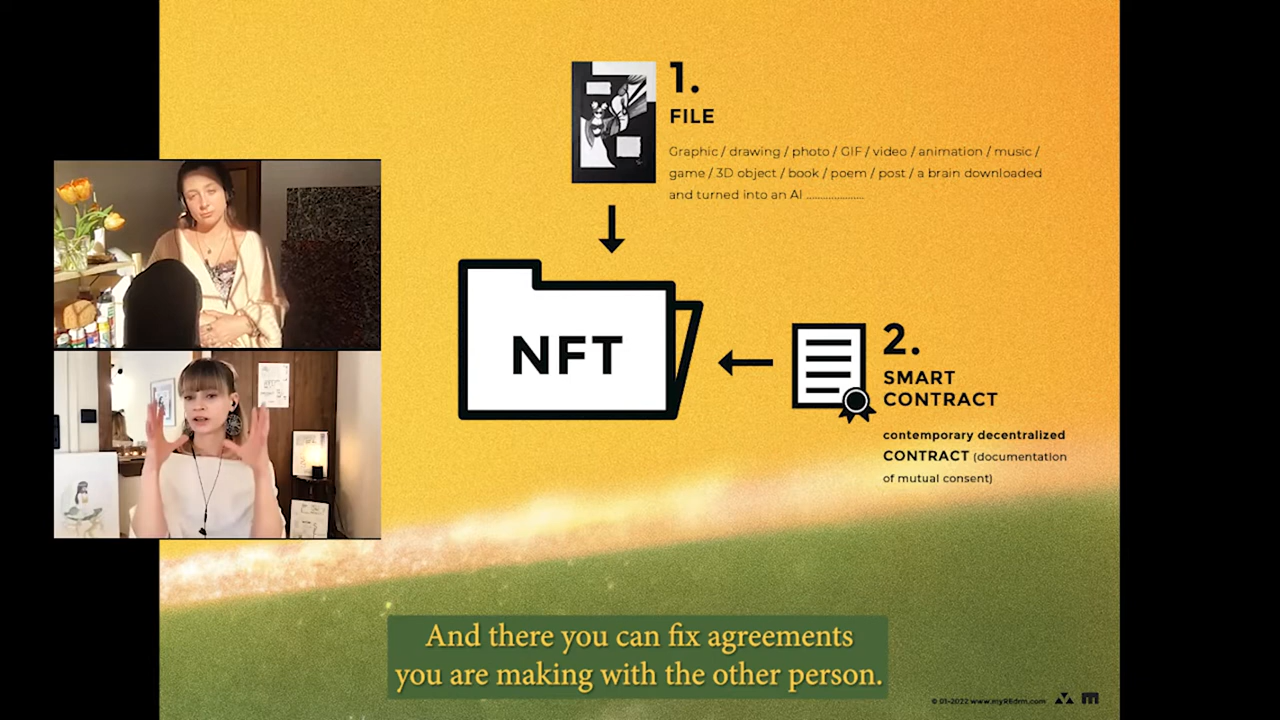 1.
FILE
Graphic / drawing / photo / GIF / video / animation / music /
game / 3D object / book / poem / post / a brain downloaded
and turned into an AI .....................
NFT
2.
SMART
CONTRACT
contemporary decentralized
CONTRACT (documentation
of mutual consent)
And there you can fix agreements
you are making with the other person.